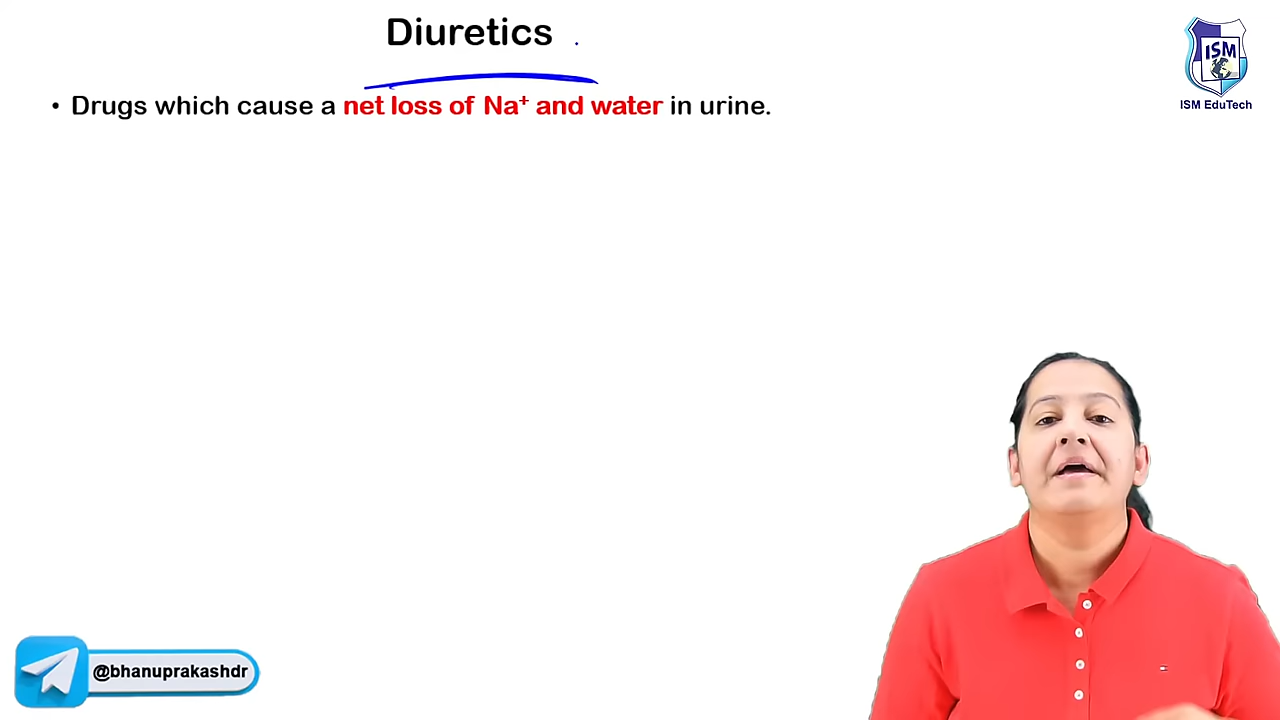 Diuretics
• Drugs which cause a net loss of Na⁺ and water in urine.
ISM
ISM EduTech
@bhanuprakashdr